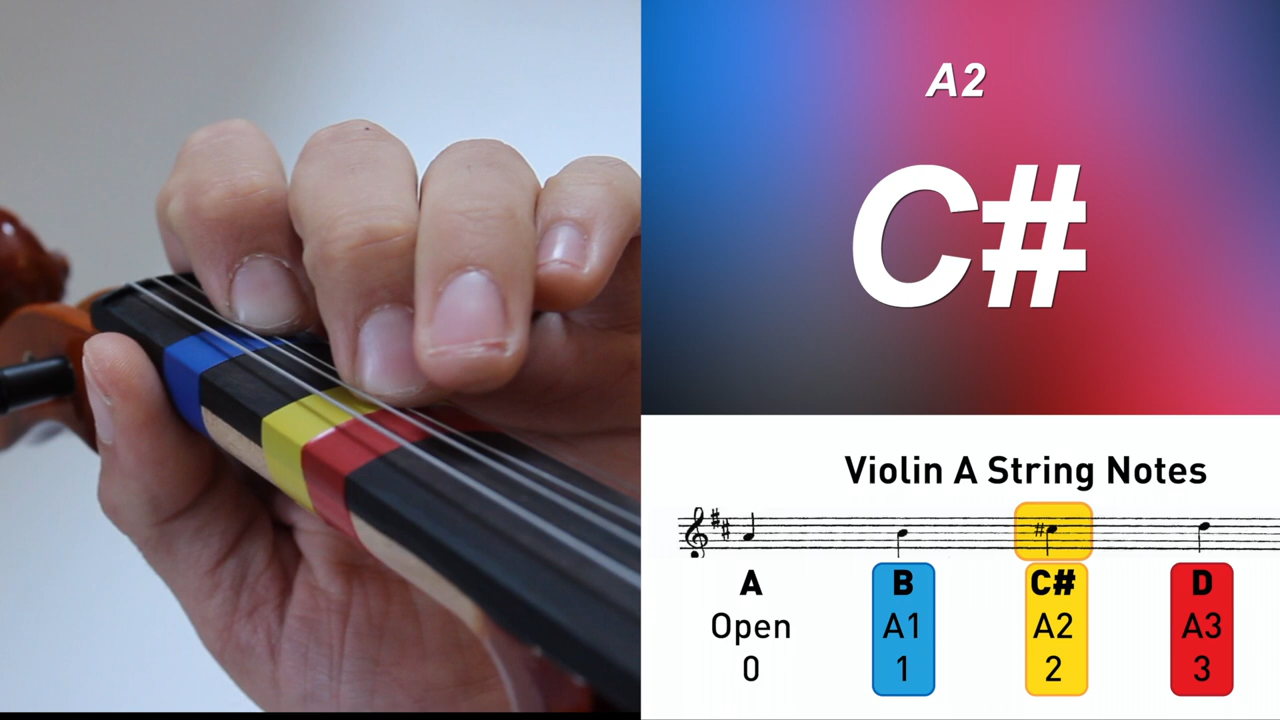 A2
C#
Violin A String Notes
#
A B C# D
Open A1 A2 A3
0 1 2 3